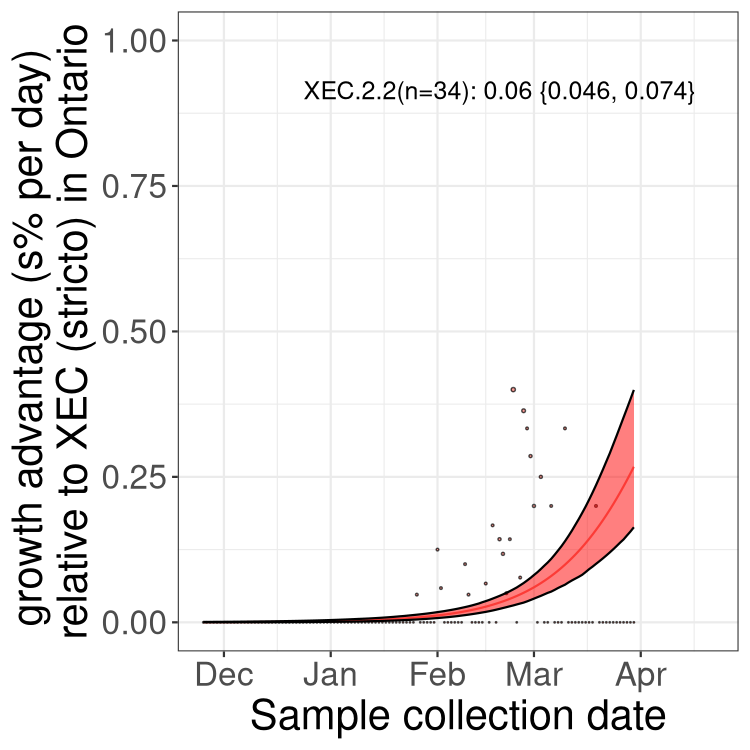 growth advantage (s% per day)
relative to XEC (stricto) in Ontario
1.00
0.75
0.50
0.25
0.00
XEC.2.2(n=34): 0.06 {0.046, 0.074}
Dec Jan Feb Mar Apr
Sample collection date